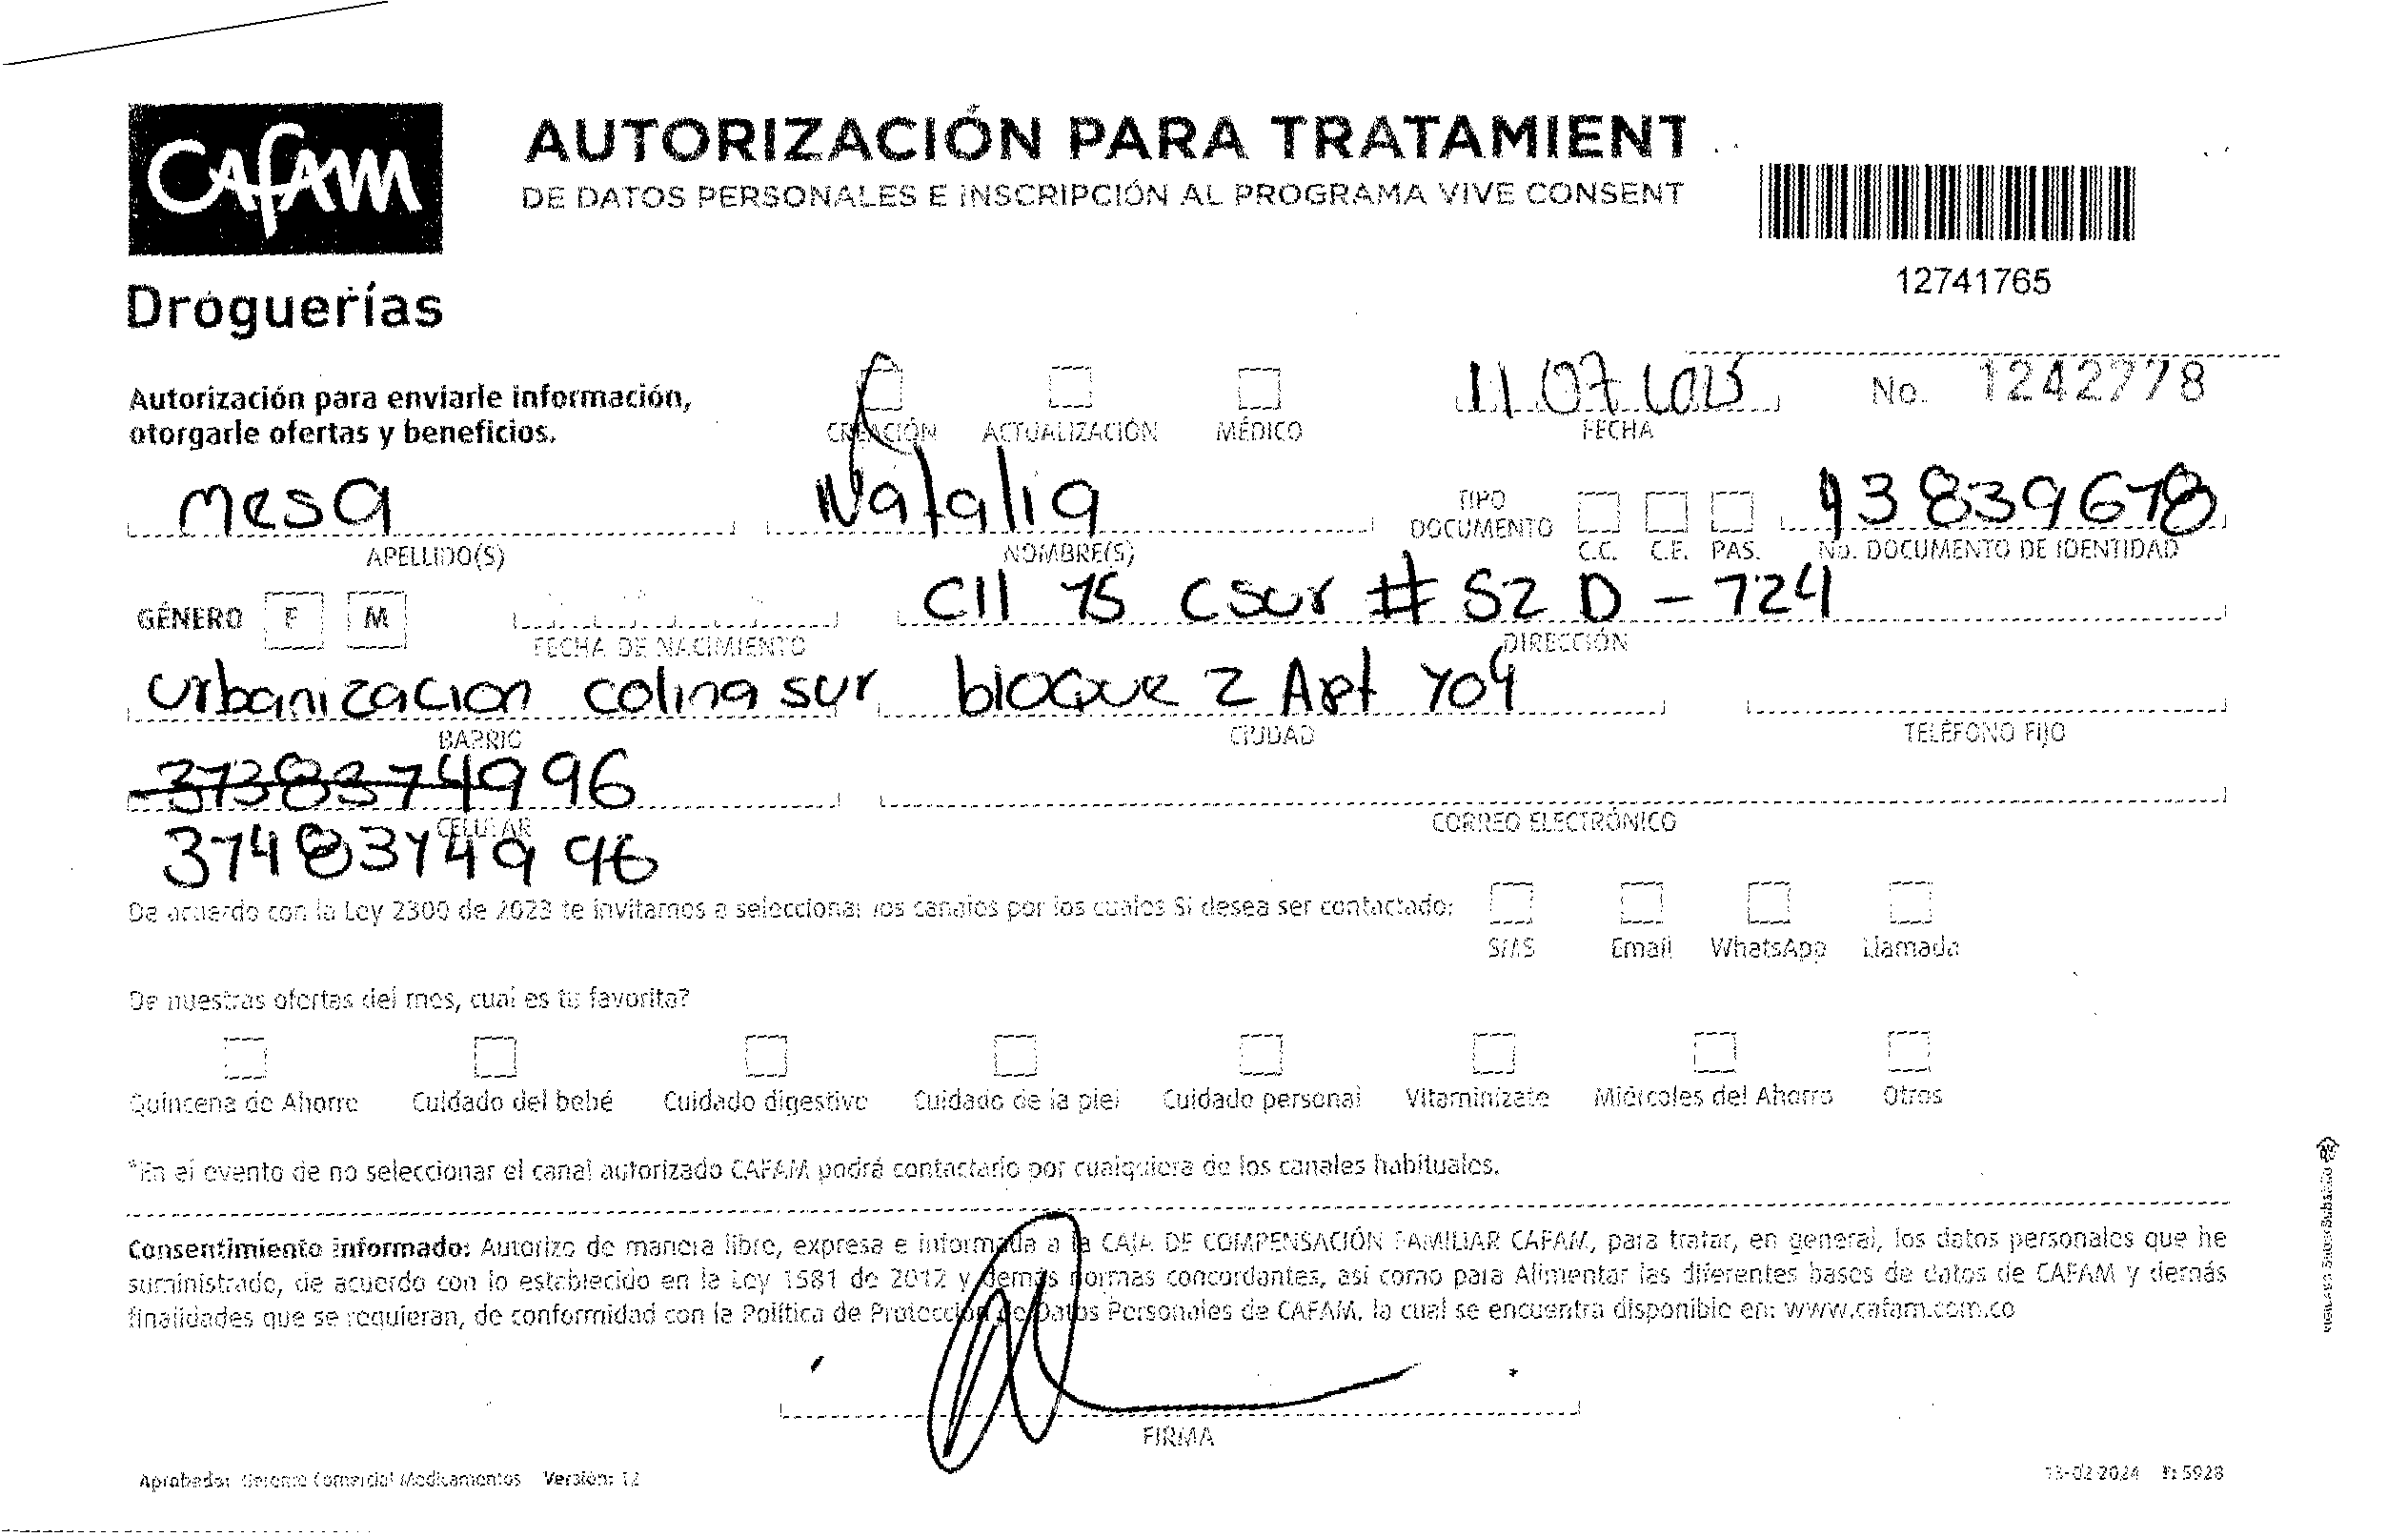 CAFAM
Droguerías
AUTORIZACIÓN PARA TRATAMIENT
DE DATOS PERSONALES E INSCRIPCIÓN AL PROGRAMA VIVE CONSENT
12741765
Autorización para enviarle información,
otorgarle ofertas y beneficios.
CREACIÓN ACTUALIZACIÓN MÉDICO
11 07 2025
FECHA
No. 1242778
Mesa Natalia
APELLIDO(S) NOMBRE(S)
TIPO DOCUMENTO C.C. C.E. PAS.
43839678
No. DOCUMENTO DE IDENTIDAD
GÉNERO F M
FECHA DE NACIMIENTO
Cll 75 Csur # 52 D - 124
DIRECCIÓN
Urbanizacion colina sur bloque 2 Apt 404
BARRIO CIUDAD TELÉFONO FIJO
996
CELULAR CORREO ELECTRÓNICO
De acuerdo con la Ley 2300 de 2023 te invitamos a seleccionar los canales por los cuales Si desea ser contactado:
SMS Email WhatsApp Llamada
De nuestras ofertas del mes, cual es tu favorita?
Quincena de Ahorro Cuidado del bebé Cuidado digestivo Cuidado de la piel Cuidado personal Vitaminízate Miércoles del Ahorro Otros
*En el evento de no seleccionar el canal autorizado CAFAM podrá contactarlo por cualquiera de los canales habituales.
Consentimiento informado: Autorizo de manera libre, expresa e informada a la CAJA DE COMPENSACIÓN FAMILIAR CAFAM, para tratar, en general, los datos personales que he
suministrado, de acuerdo con lo establecido en la Ley 1581 de 2012 y demás normas concordantes, así como para Alimentar las diferentes bases de datos de CAFAM y demás
finalidades que se requieran, de conformidad con la Política de Protección de Datos Personales de CAFAM, la cual se encuentra disponible en: www.cafam.com.co
FIRMA
Aprobado: Gerente Comercial Medicamentos Versión: 12
13-02-2024 F: 5928